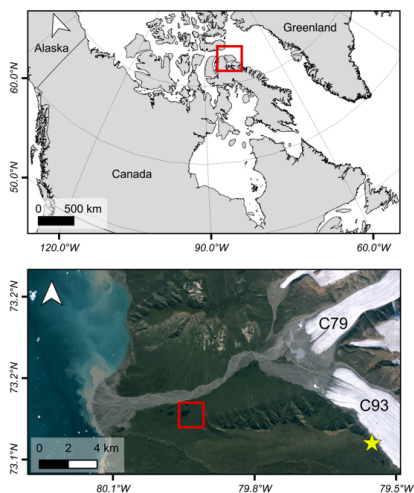 Greenland
Alaska
60.0°N
Canada
50.0°N
0 500 km
120.0°W 90.0°W 60.0°W
73.2°N
C79
73.2°N
C93
0 2 4 km
73.1°N
80.1°W 79.8°W 79.5°W